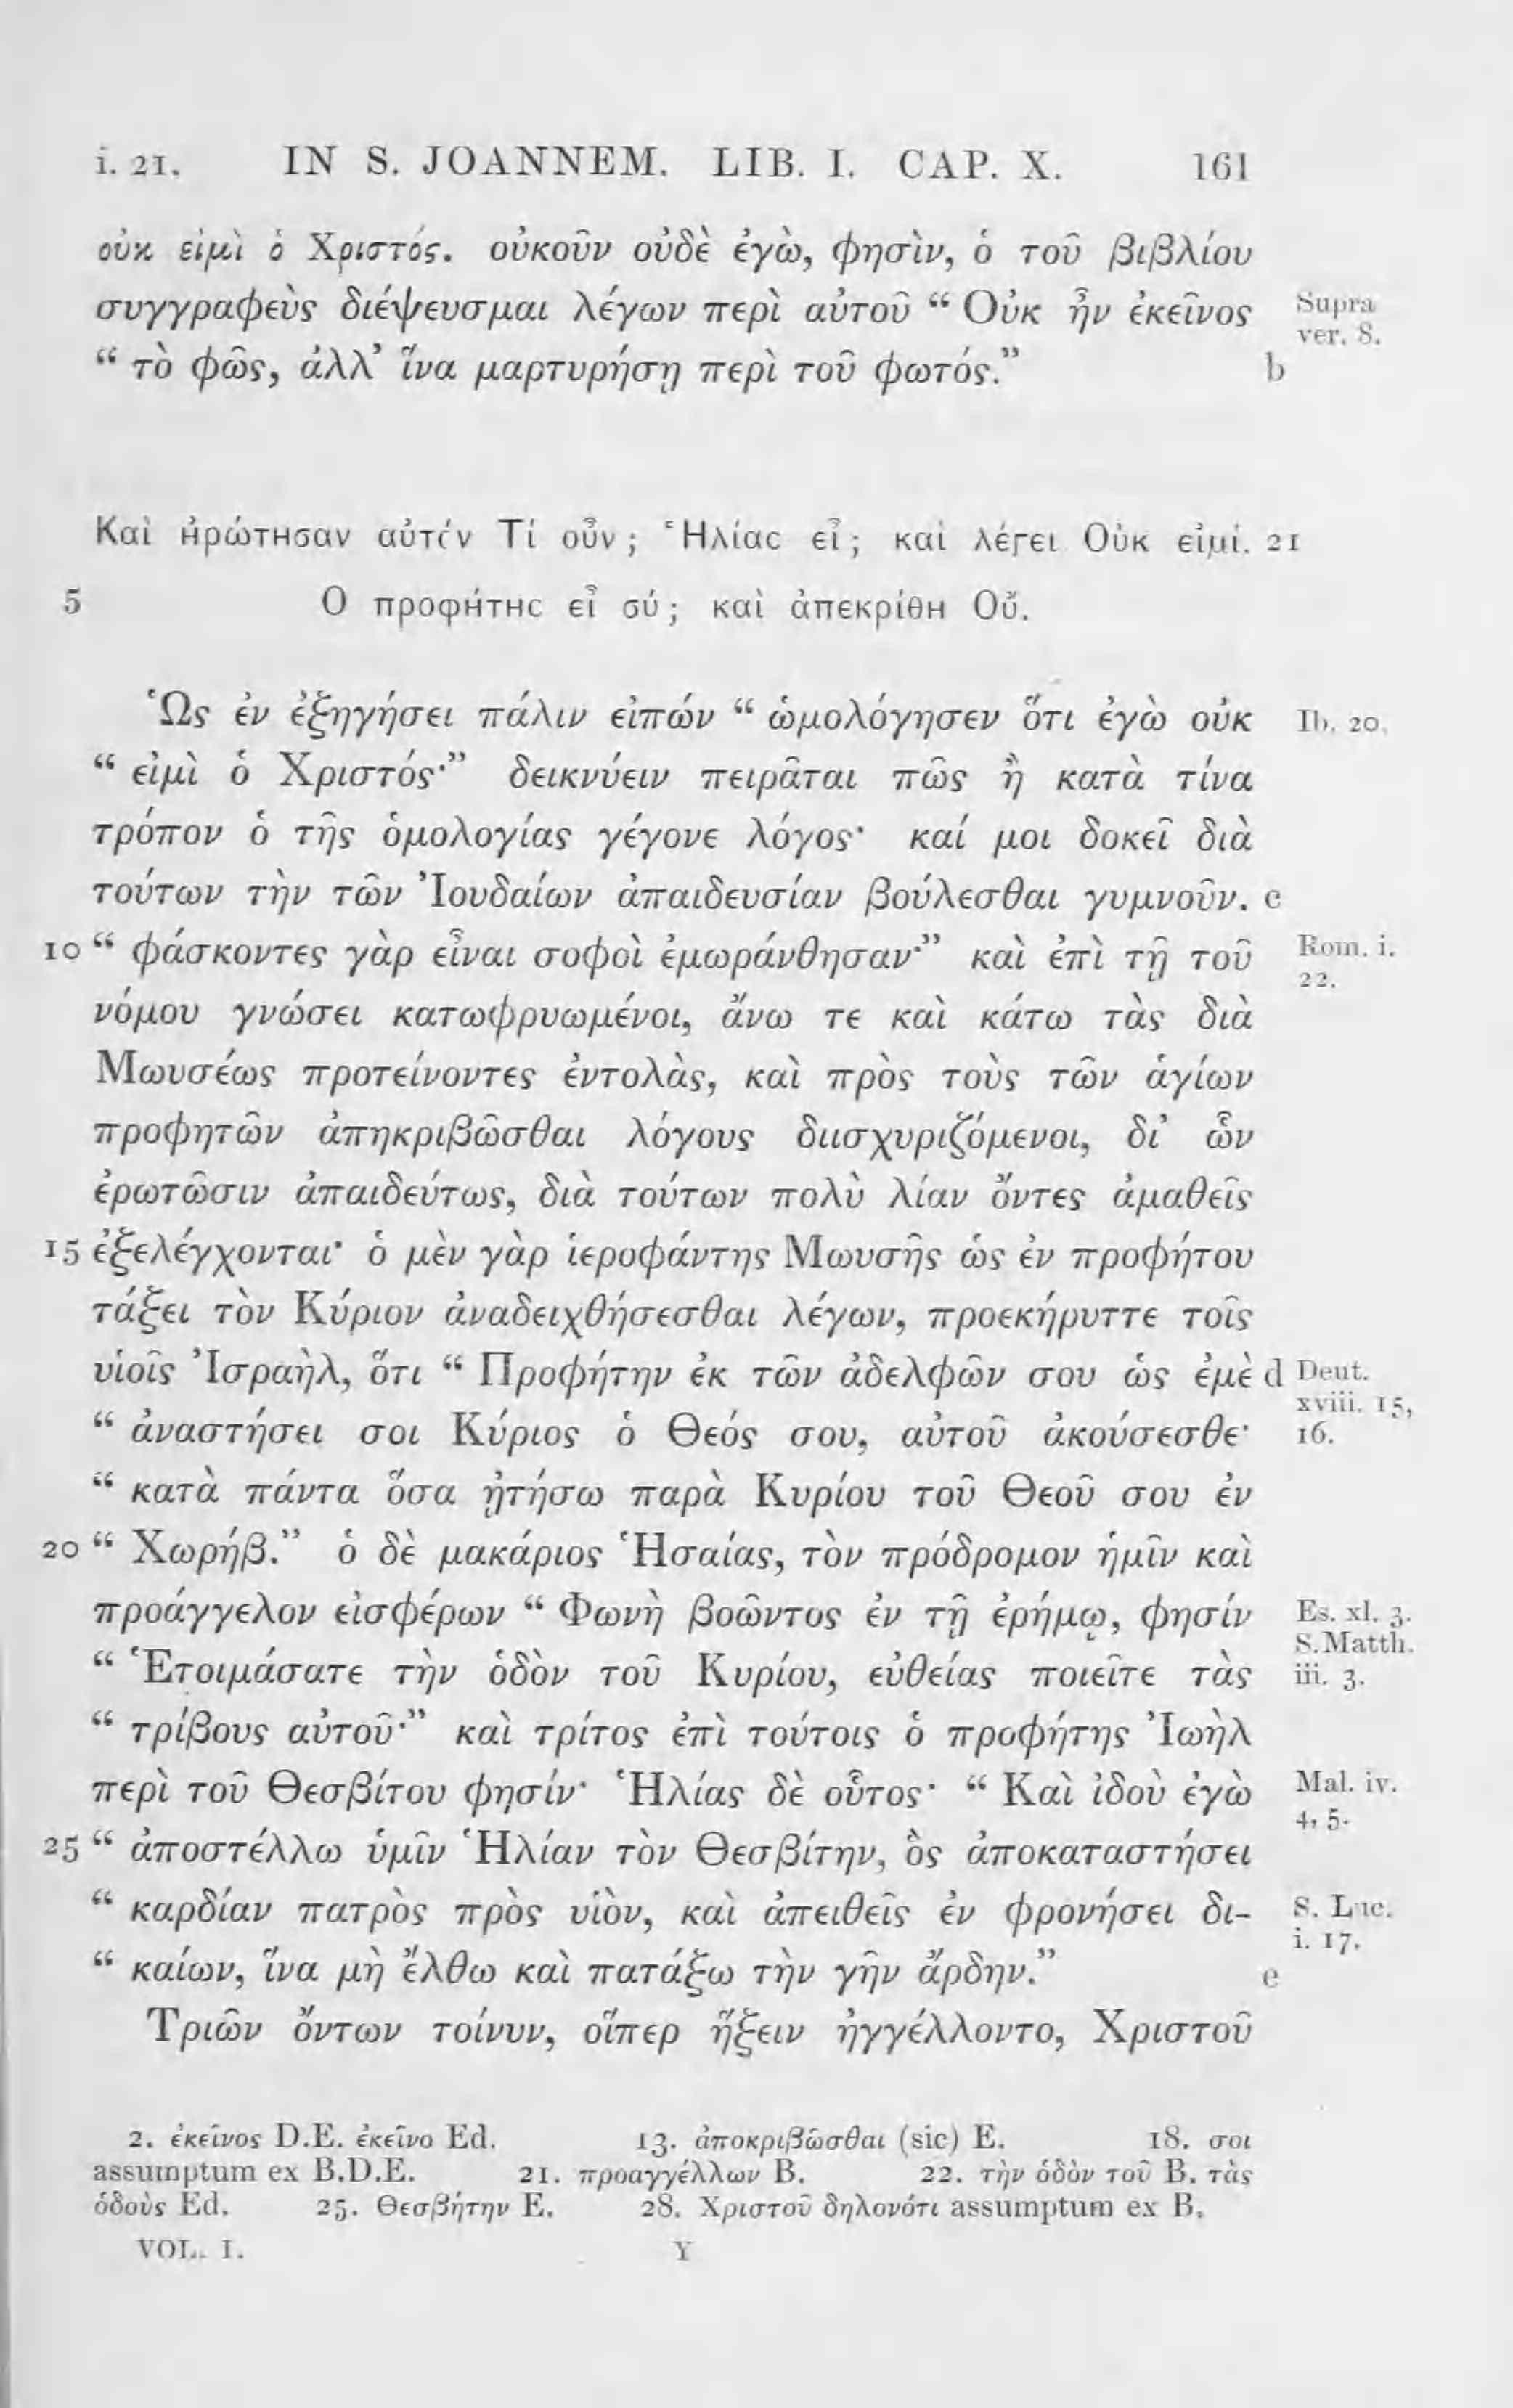 i. 21. IN S. JOANNEM. LIB. I. CAP. X. 161
οὐκ εἰμὶ ὁ Χριστός. οὐκοῦν οὐδὲ ἐγὼ, φησὶν, ὁ τοῦ βιβλίου
συγγραφεὺς διέψευσμαι λέγων περὶ αὐτοῦ “ Οὐκ ἦν ἐκεῖνος Supra ver. 8.
“ τὸ φῶς, ἀλλ’ ἵνα μαρτυρήσῃ περὶ τοῦ φωτός.” b
Καὶ ἠρώτησαν αὐτόν Τί οὖν ; Ἡλίας εἶ ; καὶ λέγει Οὐκ εἰμί. 21
5 Ο προφήτης εἶ σύ ; καὶ ἀπεκρίθη Οὔ.
Ὡς ἐν ἐξηγήσει πάλιν εἰπών “ ὡμολόγησεν ὅτι ἐγὼ οὐκ Ib. 20.
“ εἰμὶ ὁ Χριστός·” δεικνύειν πειρᾶται πῶς ἢ κατὰ τίνα
τρόπον ὁ τῆς ὁμολογίας γέγονε λόγος· καί μοι δοκεῖ διὰ
τούτων τὴν τῶν Ἰουδαίων ἀπαιδευσίαν βούλεσθαι γυμνοῦν. c
10 “ φάσκοντες γὰρ εἶναι σοφοὶ ἐμωράνθησαν·” καὶ ἐπὶ τῇ τοῦ Rom. i. 22.
νόμου γνώσει κατωφρυωμένοι, ἄνω τε καὶ κάτω τὰς διὰ
Μωυσέως προτείνοντες ἐντολὰς, καὶ πρὸς τοὺς τῶν ἁγίων
προφητῶν ἀπηκριβῶσθαι λόγους διισχυριζόμενοι, δι’ ὧν
ἐρωτῶσιν ἀπαιδεύτως, διὰ τούτων πολὺ λίαν ὄντες ἀμαθεῖς
15 ἐξελέγχονται· ὁ μὲν γὰρ ἱεροφάντης Μωυσῆς ὡς ἐν προφήτου
τάξει τὸν Κύριον ἀναδειχθήσεσθαι λέγων, προεκήρυττε τοῖς
υἱοῖς Ἰσραὴλ, ὅτι “ Προφήτην ἐκ τῶν ἀδελφῶν σου ὡς ἐμὲ d Deut. xviii. 15,
“ ἀναστήσει σοι Κύριος ὁ Θεός σου, αὐτοῦ ἀκούσεσθε· 16.
“ κατὰ πάντα ὅσα ᾐτήσω παρὰ Κυρίου τοῦ Θεοῦ σου ἐν
20 “ Χωρήβ.” ὁ δὲ μακάριος Ἡσαίας, τὸν πρόδρομον ἡμῖν καὶ
προάγγελον εἰσφέρων “ Φωνὴ βοῶντος ἐν τῇ ἐρήμῳ, φησίν Es. xl. 3. S. Matth.
“ Ἑτοιμάσατε τὴν ὁδὸν τοῦ Κυρίου, εὐθείας ποιεῖτε τὰς iii. 3.
“ τρίβους αὐτοῦ·” καὶ τρίτος ἐπὶ τούτοις ὁ προφήτης Ἰωὴλ
περὶ τοῦ Θεσβίτου φησίν· Ἡλίας δὲ οὗτος· “ Καὶ ἰδοὺ ἐγὼ Mal. iv. 4, 5.
25 “ ἀποστέλλω ὑμῖν Ἡλίαν τὸν Θεσβίτην, ὃς ἀποκαταστήσει
“ καρδίαν πατρὸς πρὸς υἱὸν, καὶ ἀπειθεῖς ἐν φρονήσει δι- S. Luc. i. 17.
“ καίων, ἵνα μὴ ἔλθω καὶ πατάξω τὴν γῆν ἄρδην.” e
Τριῶν ὄντων τοίνυν, οἵπερ ἥξειν ἠγγέλλοντο, Χριστοῦ
2. ἐκεῖνος D.E. ἐκεῖνο Ed. 13. ἀποκριβῶσθαι (sic) E. 18. σοι
assumptum ex B.D.E. 21. προαγγέλλων B. 22. τὴν ὁδὸν τοῦ B. τὰς
ὁδοὺς Ed. 25. Θεσβήτην E. 28. Χριστοῦ δηλονότι assumptum ex B.
VOL. I. Y